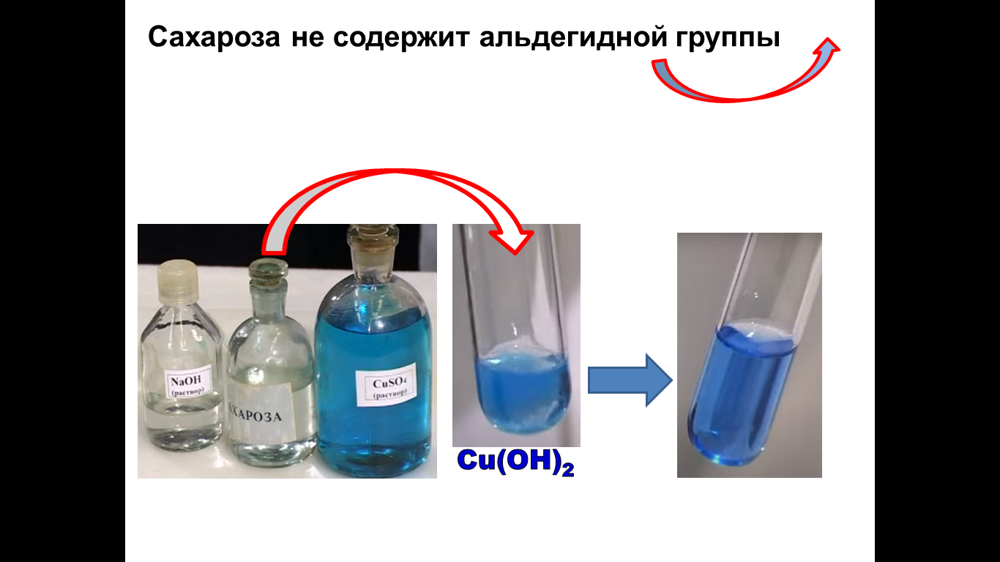 Сахароза не содержит альдегидной группы
NaOH
(раствор)
АХАРОЗА
CuSO₄
(раствор)
Cu(OH)₂